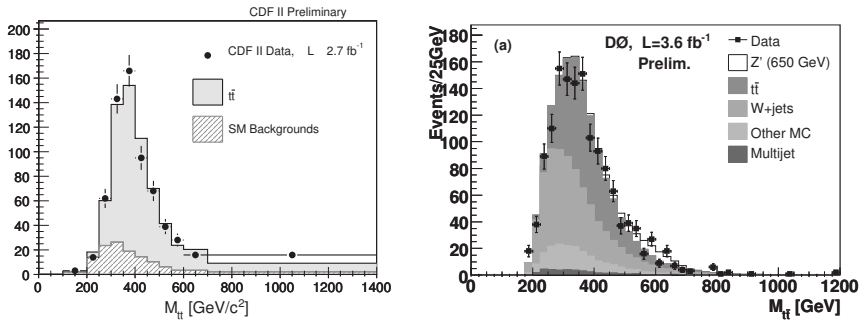 CDF II Preliminary
200
180
160
140
120
100
80
60
40
20
0
CDF II Data, L 2.7 fb⁻¹
tt̄
SM Backgrounds
0 200 400 600 800 1000 1200 1400
M_tt [GeV/c²]
Events/25GeV
180
160
140
120
100
80
60
40
20
0
(a)
DØ, L=3.6 fb⁻¹
Prelim.
Data
Z' (650 GeV)
tt̄
W+jets
Other MC
Multijet
0 200 400 600 800 1000 1200
M_tt̄ [GeV]